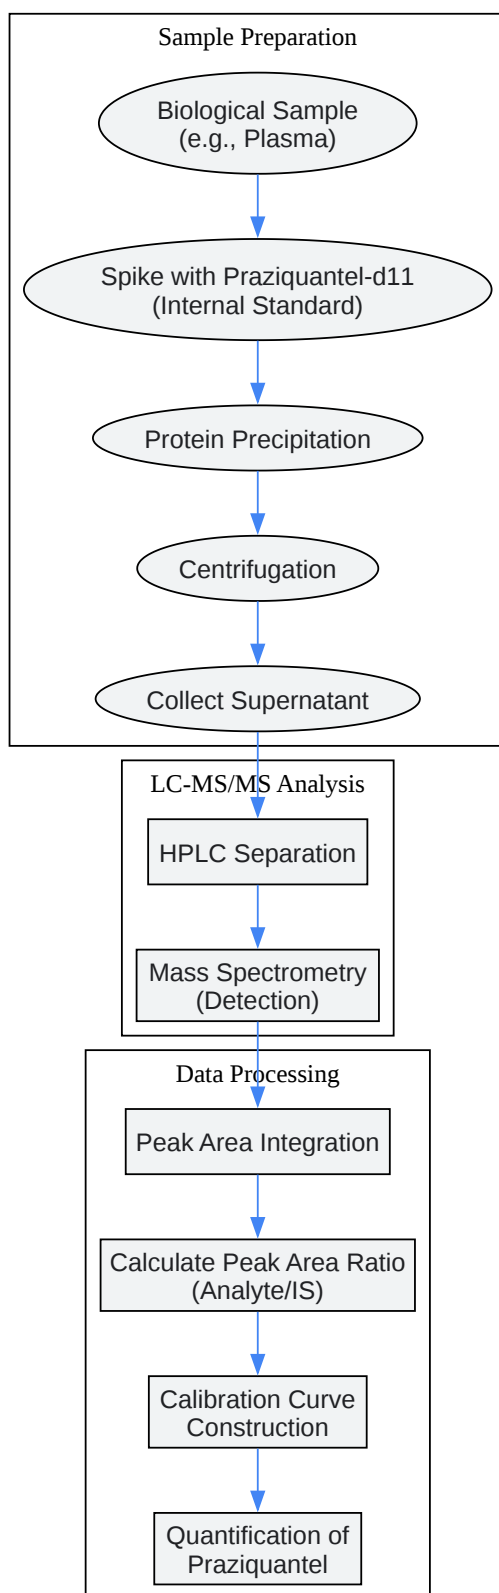 Sample Preparation
Biological Sample
(e.g., Plasma)
Spike with Praziquantel-d11
(Internal Standard)
Protein Precipitation
Centrifugation
Collect Supernatant
LC-MS/MS Analysis
HPLC Separation
Mass Spectrometry
(Detection)
Data Processing
Peak Area Integration
Calculate Peak Area Ratio
(Analyte/IS)
Calibration Curve
Construction
Quantification of
Praziquantel